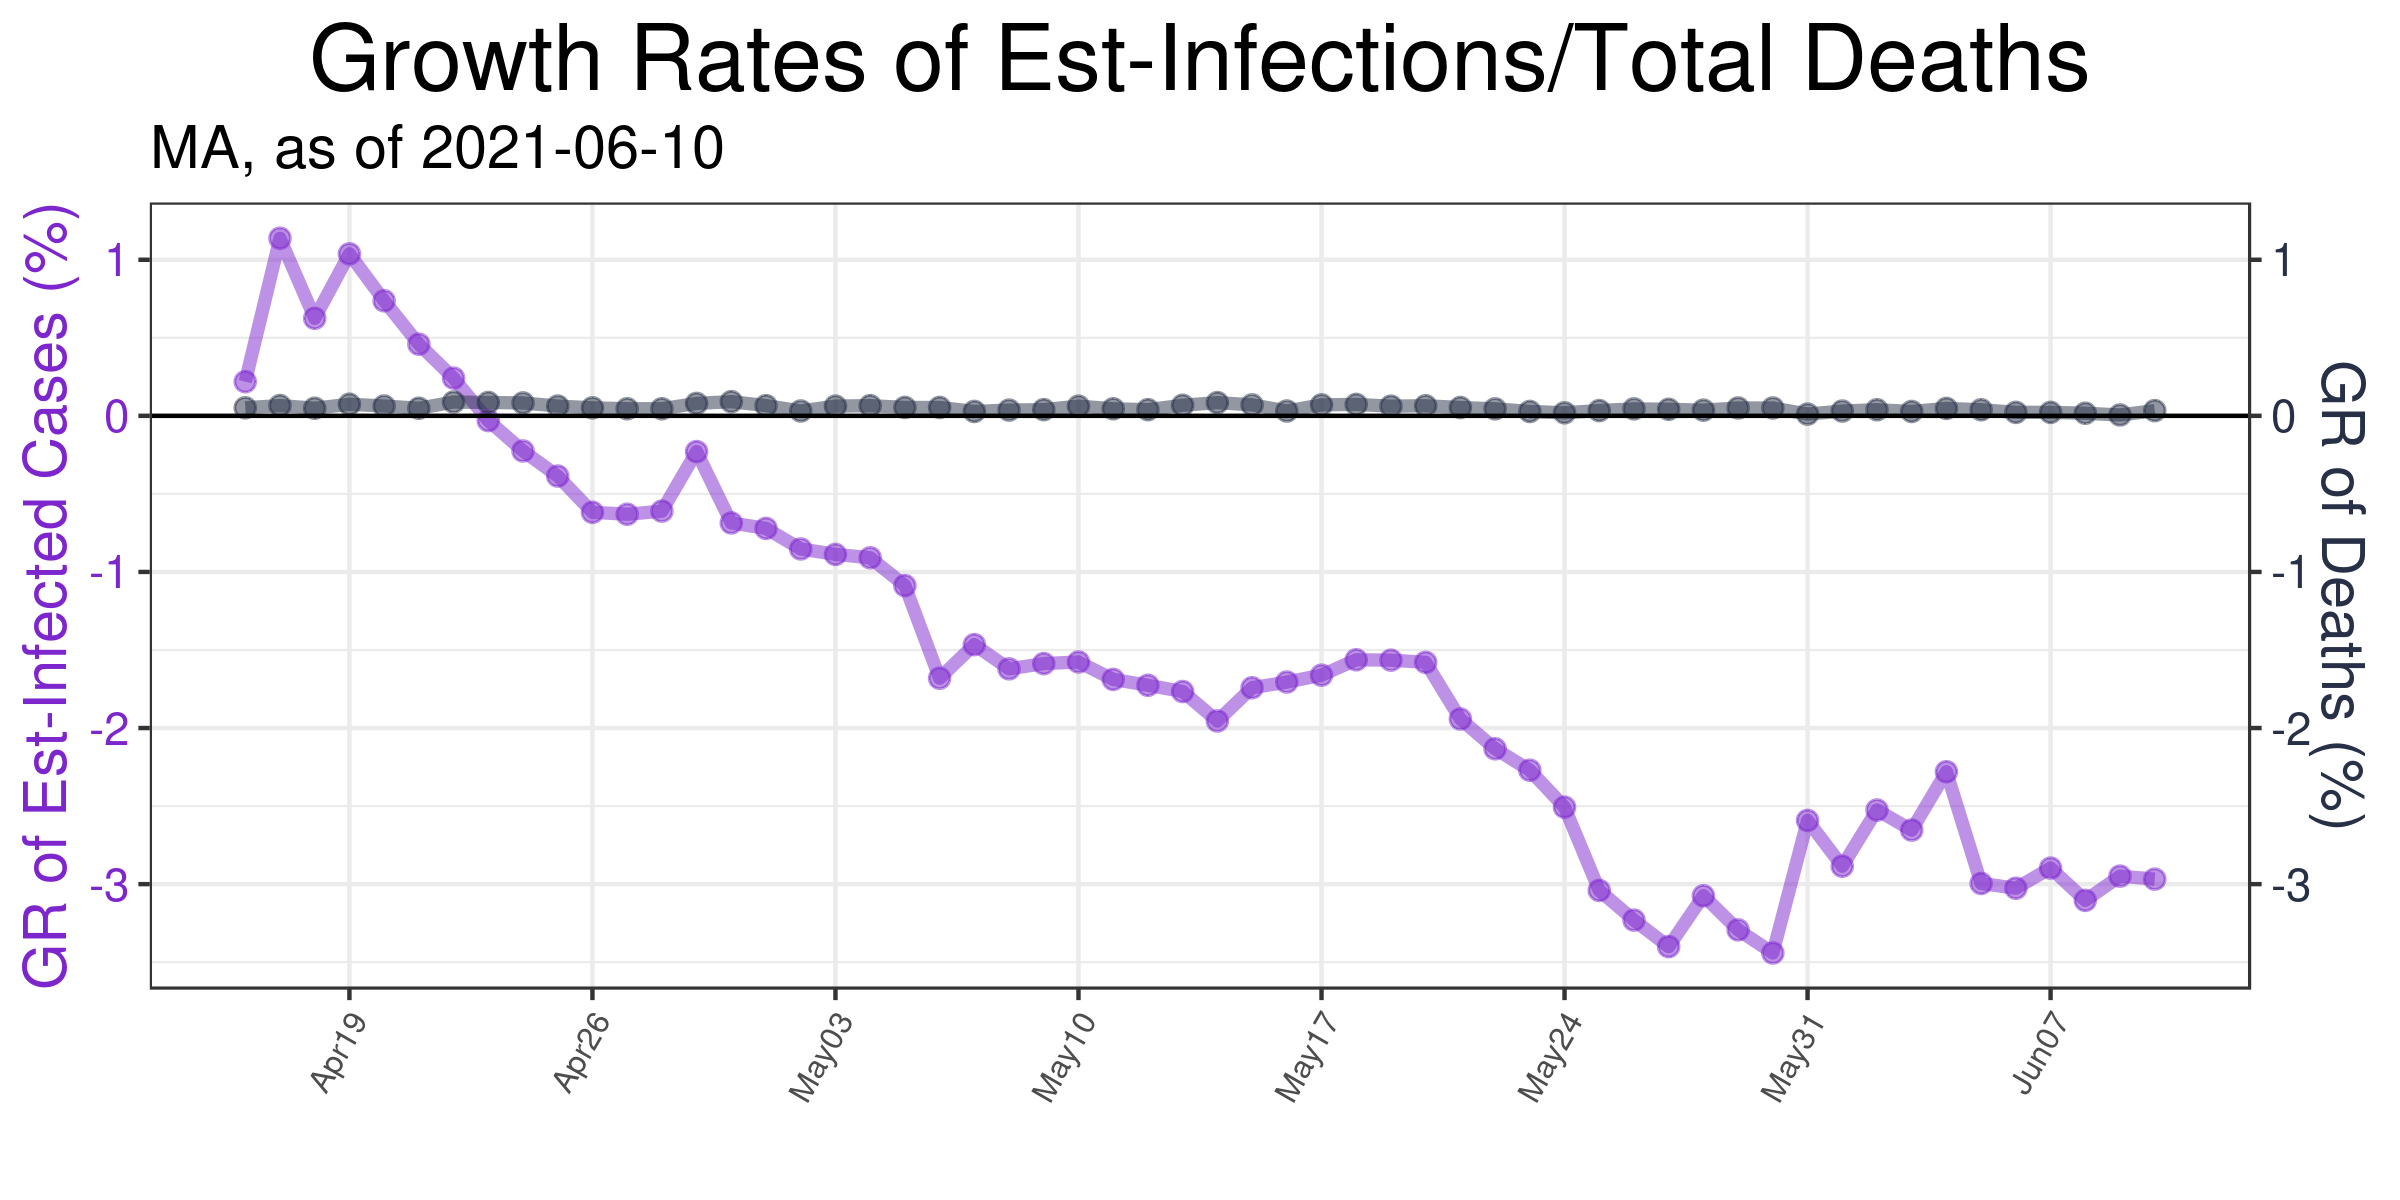 Growth Rates of Est-Infections/Total Deaths
MA, as of 2021-06-10
GR of Est-Infected Cases (%)
1
0
-1
-2
-3
1
0
-1
-2
-3
GR of Deaths (%)
Apr19
Apr26
May03
May10
May17
May24
May31
Jun07